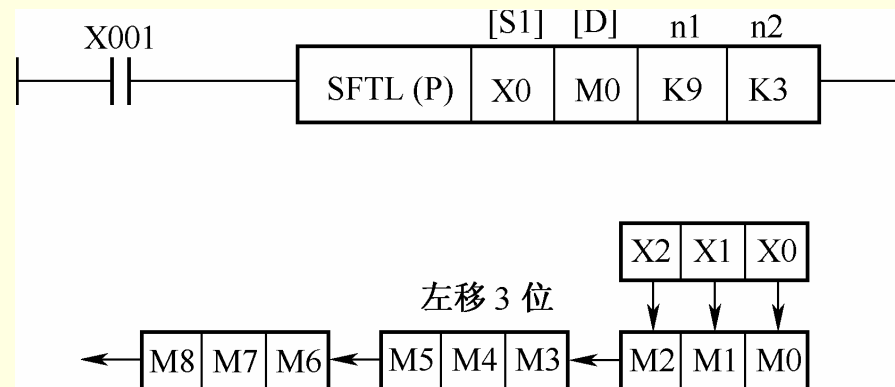 [S1] [D] n1 n2
X001
SFTL (P) X0 M0 K9 K3
X2 X1 X0
左移 3 位
M8 M7 M6 M5 M4 M3 M2 M1 M0